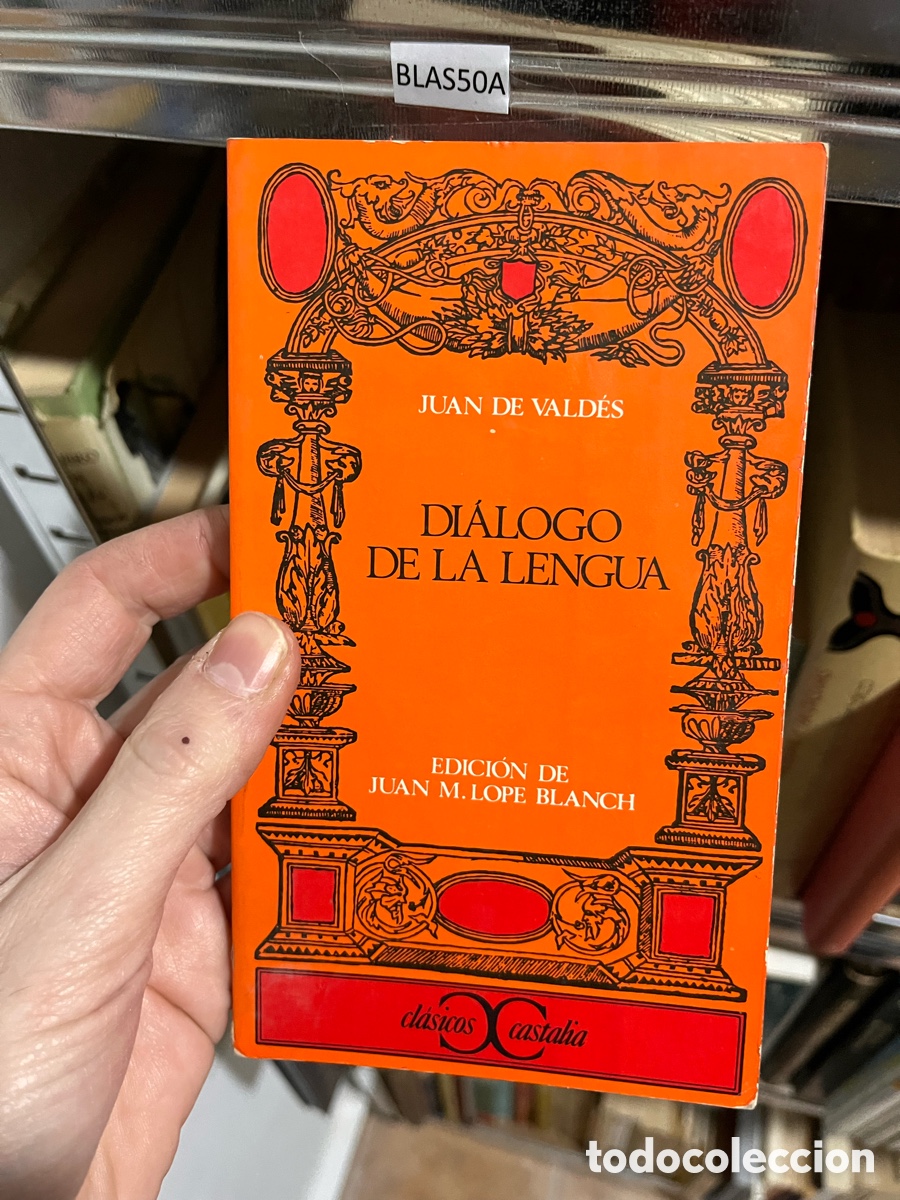 BLAS50A
JUAN DE VALDÉS
DIÁLOGO
DE LA LENGUA
EDICIÓN DE
JUAN M. LOPE BLANCH
clásicos castalia
todocoleccion